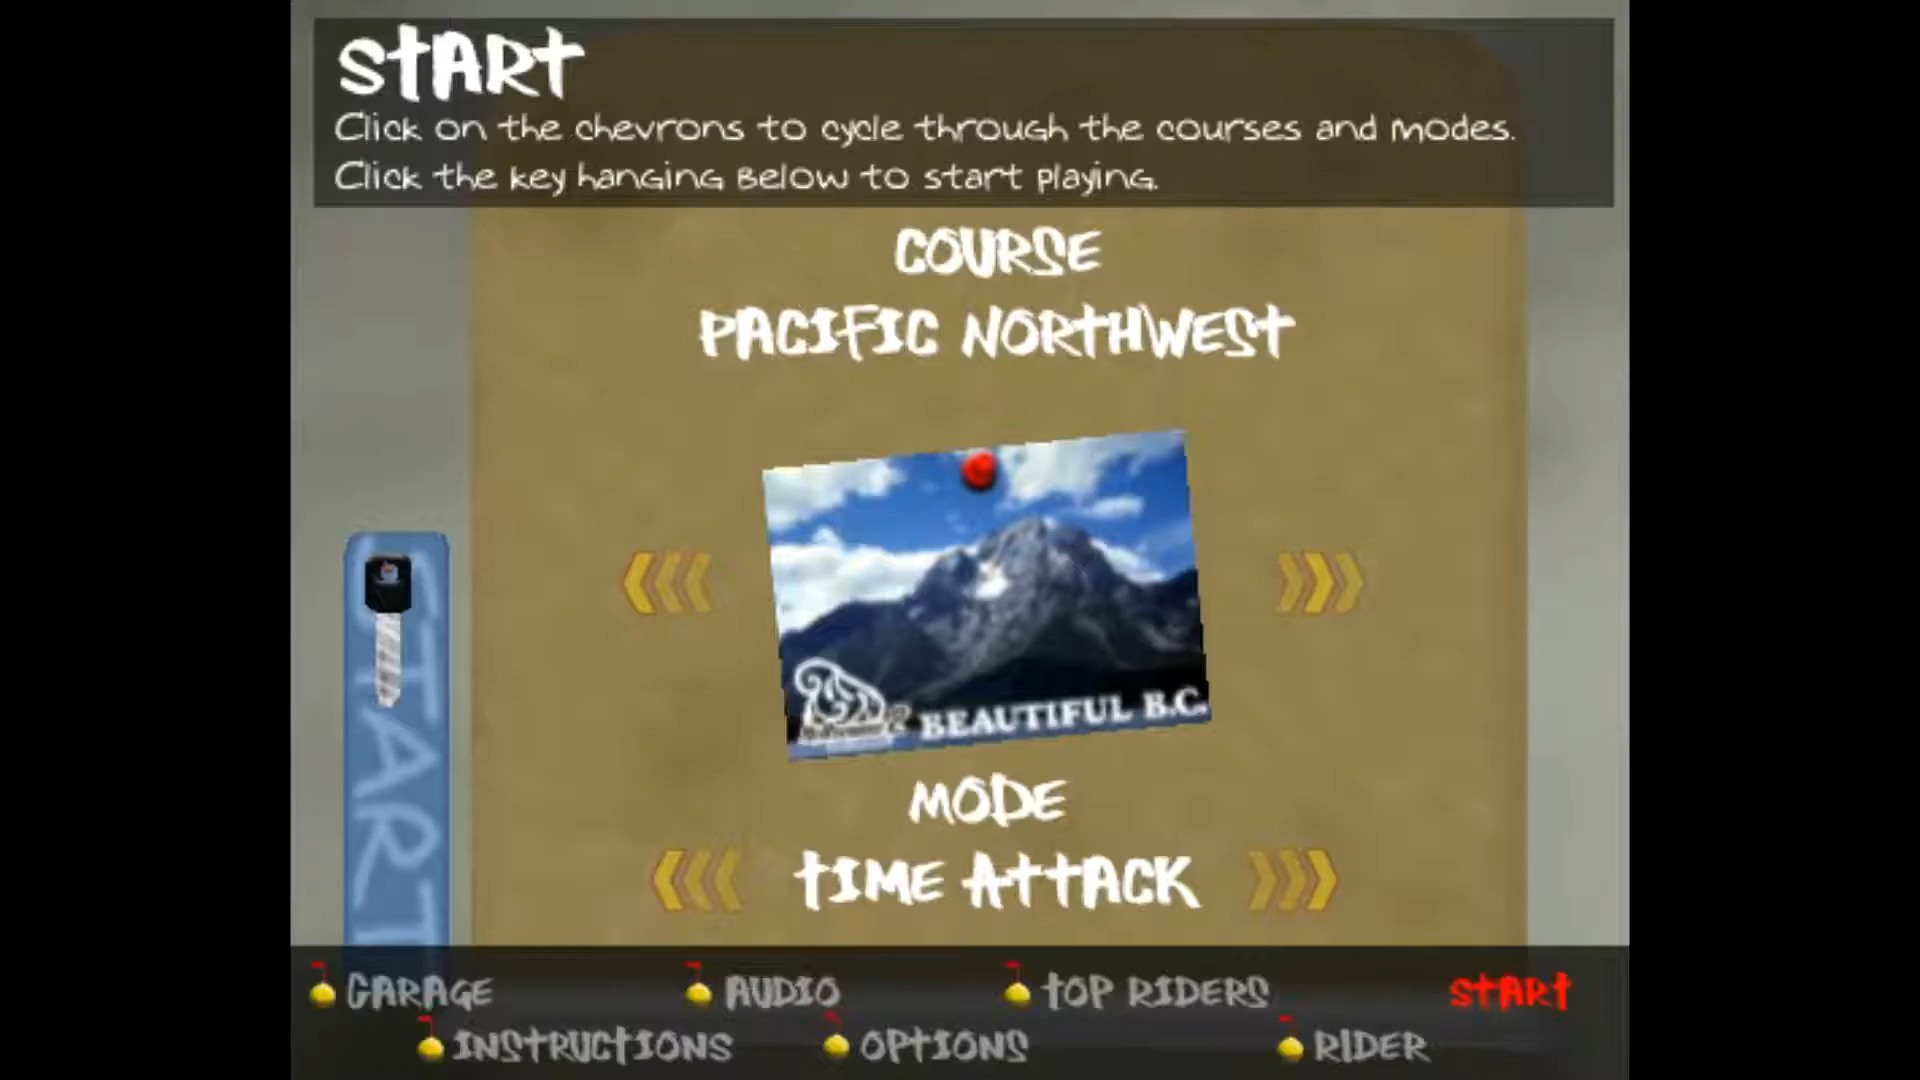 START
Click on the chevrons to cycle through the courses and modes.
Click the key hanging below to start playing.
COURSE
PACIFIC NORTHWEST
BEAUTIFUL B.C.
MODE
TIME ATTACK
START
GARAGE
AUDIO
TOP RIDERS
START
INSTRUCTIONS
OPTIONS
RIDER